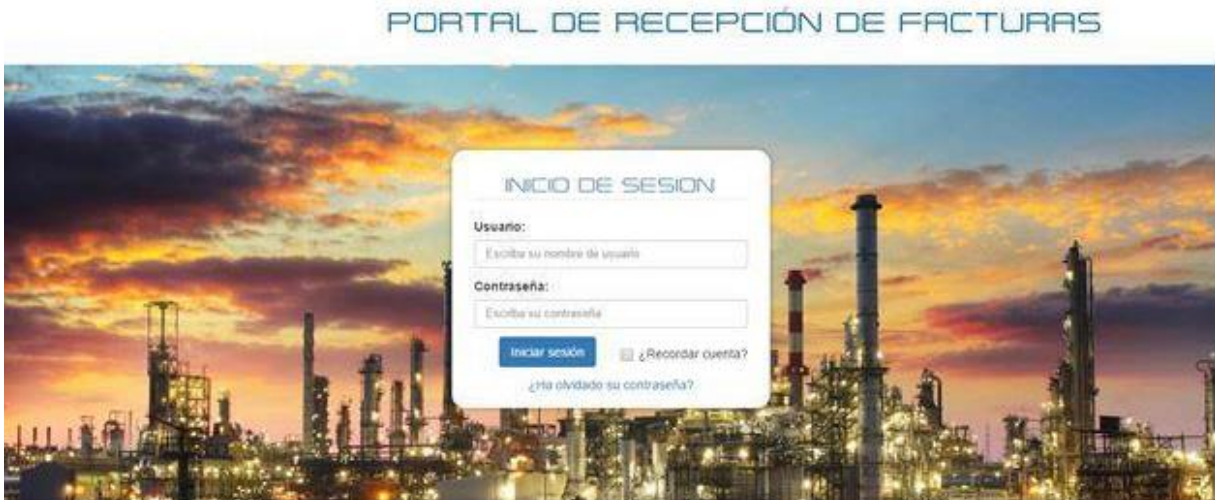 PORTAL DE RECEPCIÓN DE FACTURAS
INICIO DE SESION
Usuario:
Escriba su nombre de usuario
Contraseña:
Escriba su contraseña
Iniciar sesión
¿Recordar cuenta?
¿Ha olvidado su contraseña?